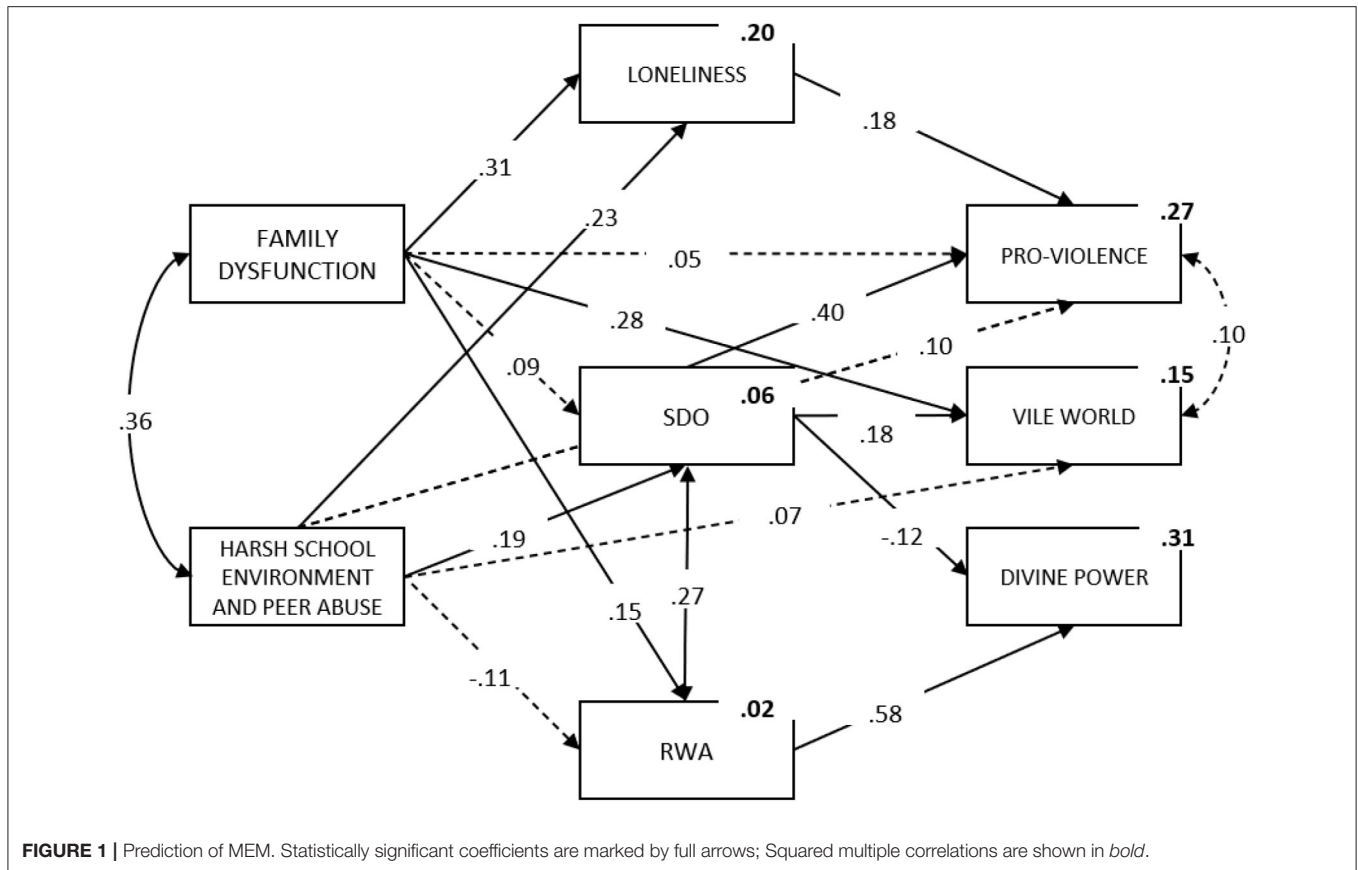 .20
LONELINESS
.18
.31
.23
FAMILY
DYSFUNCTION
.27
PRO-VIOLENCE
.05
.28
.40
.10
.10
.09
.06
SDO
.15
VILE WORLD
.18
.36
.07
HARSH SCHOOL
ENVIRONMENT
AND PEER ABUSE
.19
-.12
.31
DIVINE POWER
.15
.27
-.11
.02
RWA
.58
FIGURE 1 | Prediction of MEM. Statistically significant coefficients are marked by full arrows; Squared multiple correlations are shown in bold.